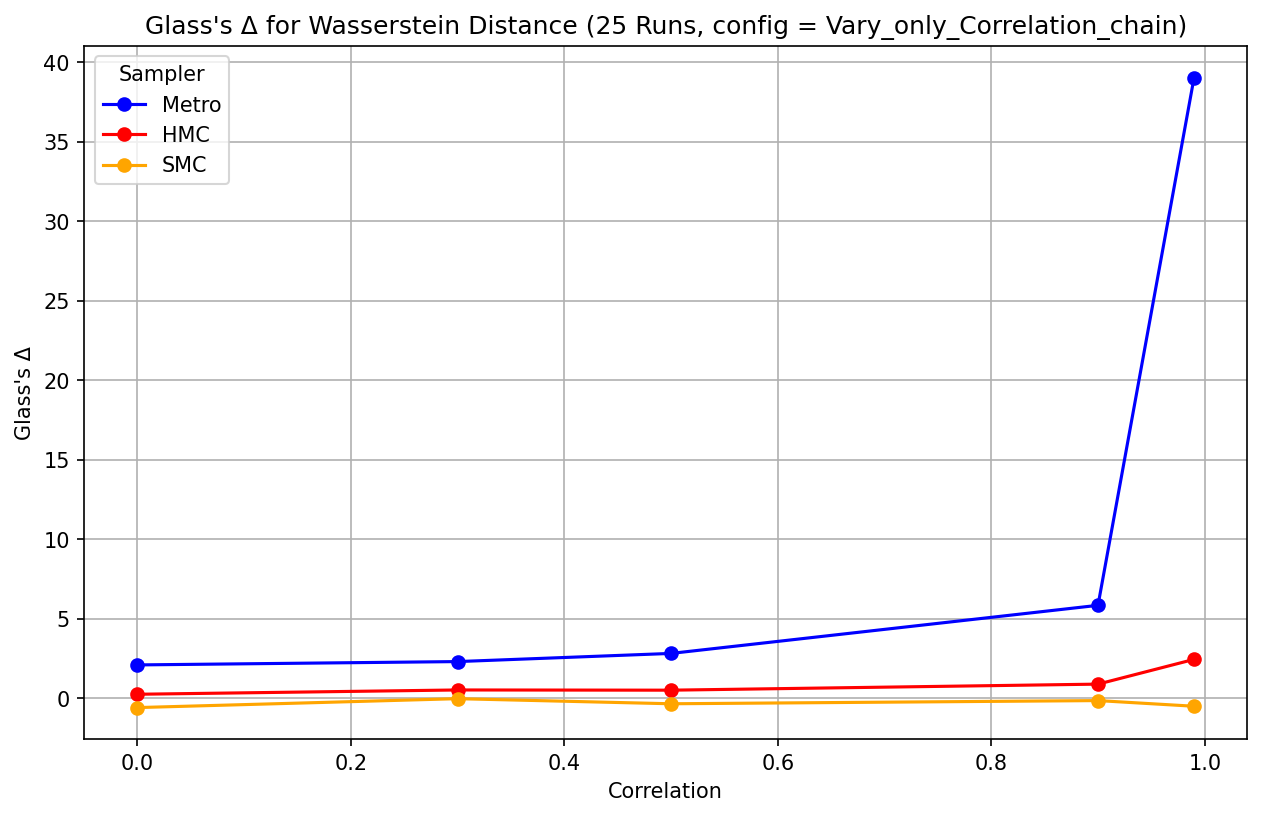 Glass's Δ for Wasserstein Distance (25 Runs, config = Vary_only_Correlation_chain)
Sampler
Metro
HMC
SMC
Glass's Δ
40
35
30
25
20
15
10
5
0
0.0 0.2 0.4 0.6 0.8 1.0
Correlation